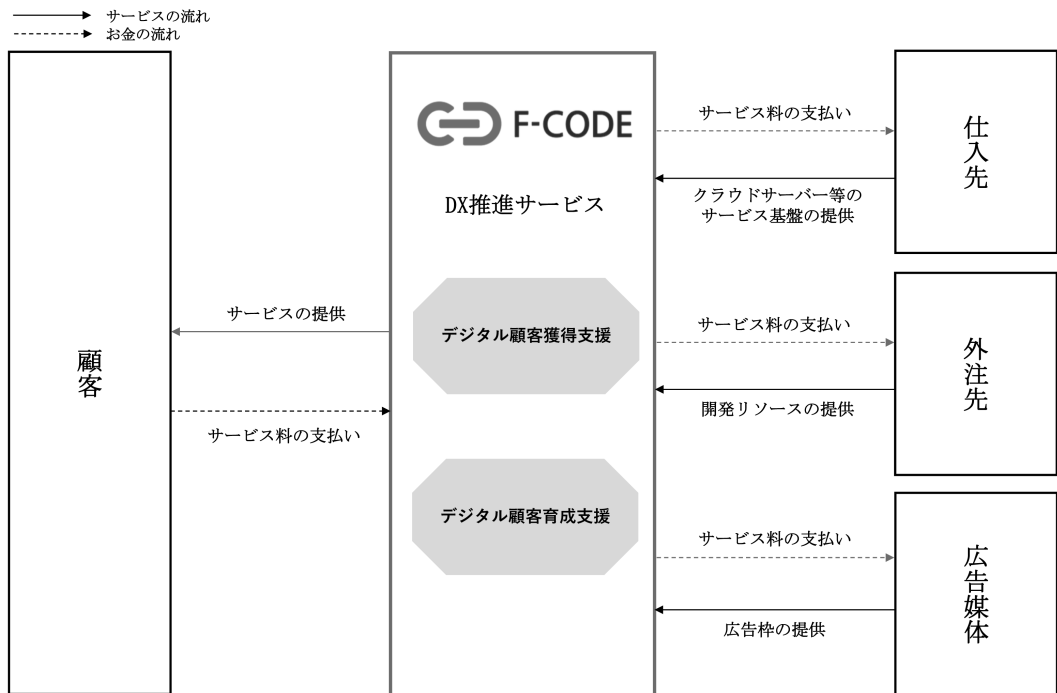 サービスの流れ
お金の流れ
顧客
サービスの提供
サービス料の支払い
F-CODE
DX推進サービス
デジタル顧客獲得支援
デジタル顧客育成支援
サービス料の支払い
クラウドサーバー等の
サービス基盤の提供
仕入先
サービス料の支払い
開発リソースの提供
外注先
サービス料の支払い
広告枠の提供
広告媒体